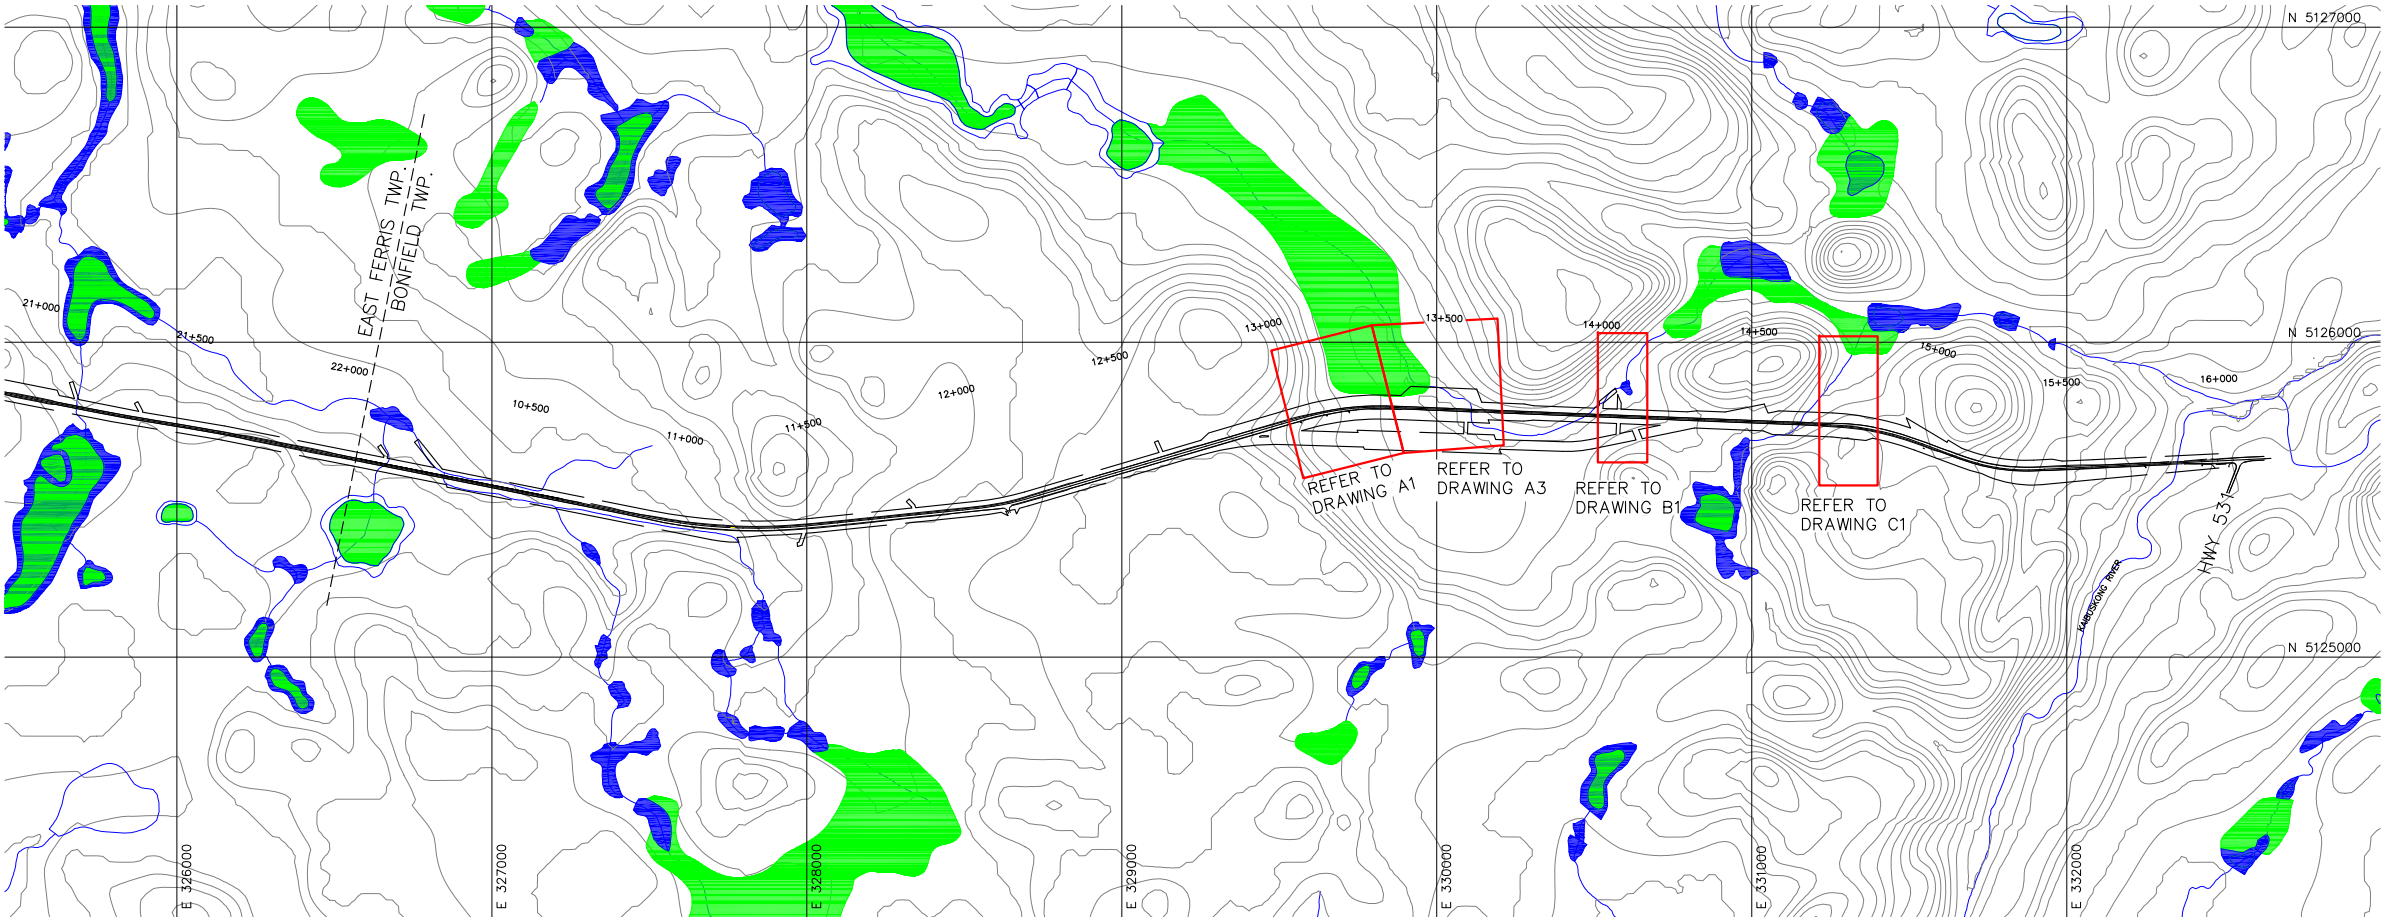 N 5127000
EAST FERRIS TWP.
BONFIELD TWP.
21+000
21+500
22+000
10+500
11+000
11+500
12+000
12+500
13+000
13+500
14+000
14+500
15+000
15+500
16+000
N 5126000
REFER TO
DRAWING A1
REFER TO
DRAWING A3
REFER TO
DRAWING B1
REFER TO
DRAWING C1
HWY 531
KAIBUSKONG RIVER
N 5125000
E 326000
E 327000
E 328000
E 329000
E 330000
E 331000
E 332000